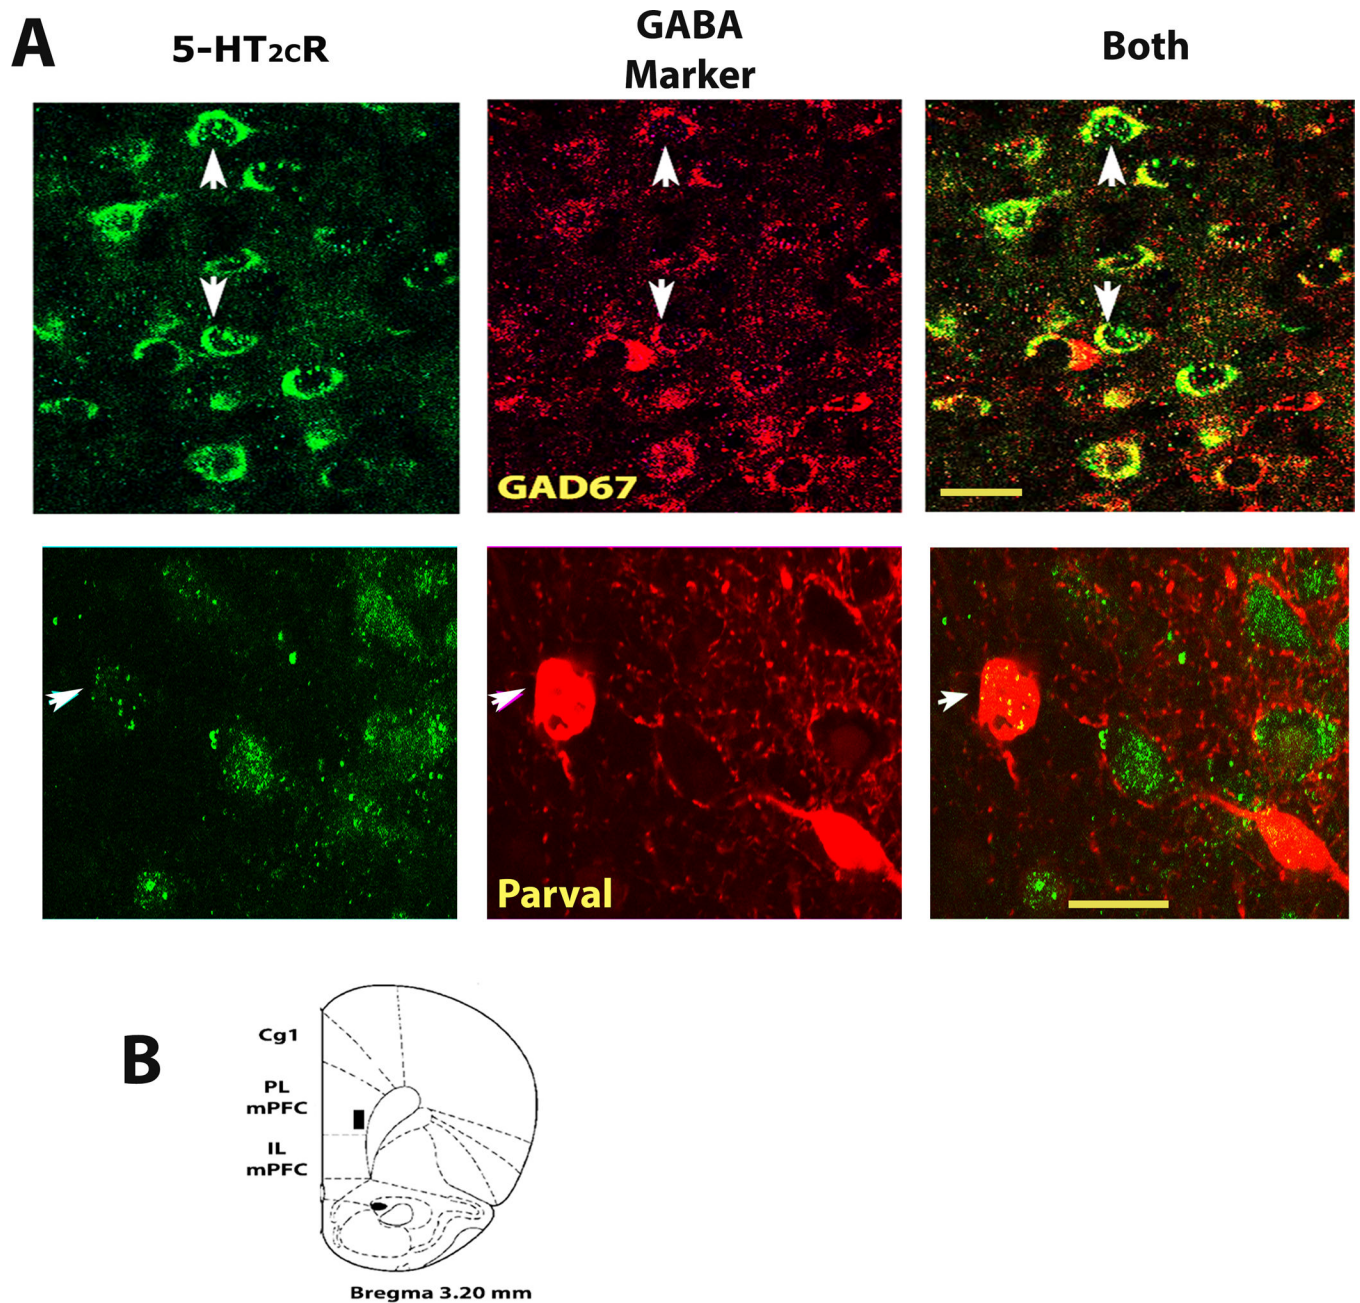 A
5-HT2CR
GABA
Marker
Both
GAD67
Parval
B
Cg1
PL
mPFC
IL
mPFC
Bregma 3.20 mm